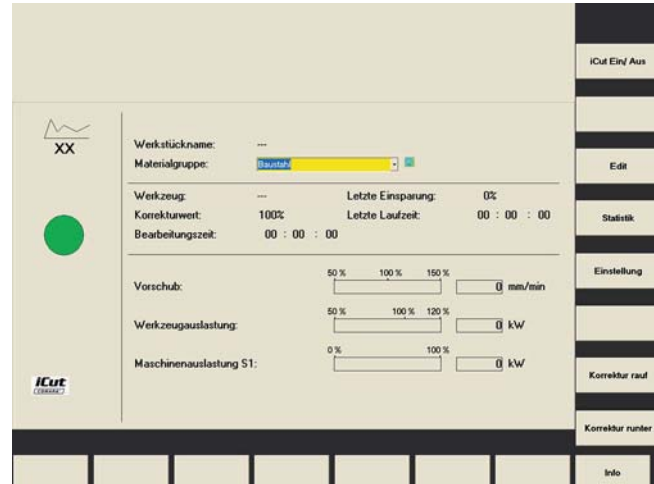 iCut Ein/ Aus
XX
Werkstückname: ---
Materialgruppe: Baustahl
Edit
Werkzeug: --- Letzte Einsparung: 0%
Korrekturwert: 100% Letzte Laufzeit: 00 : 00 : 00
Bearbeitungszeit: 00 : 00 : 00
Statistik
Einstellung
50 % 100 % 150 %
Vorschub: 0 mm/min
50 % 100 % 120 %
Werkzeugauslastung: 0 kW
0 % 100 %
Maschinenauslastung S1: 0 kW
Korrektur rauf
iCut
Korrektur runter
Info